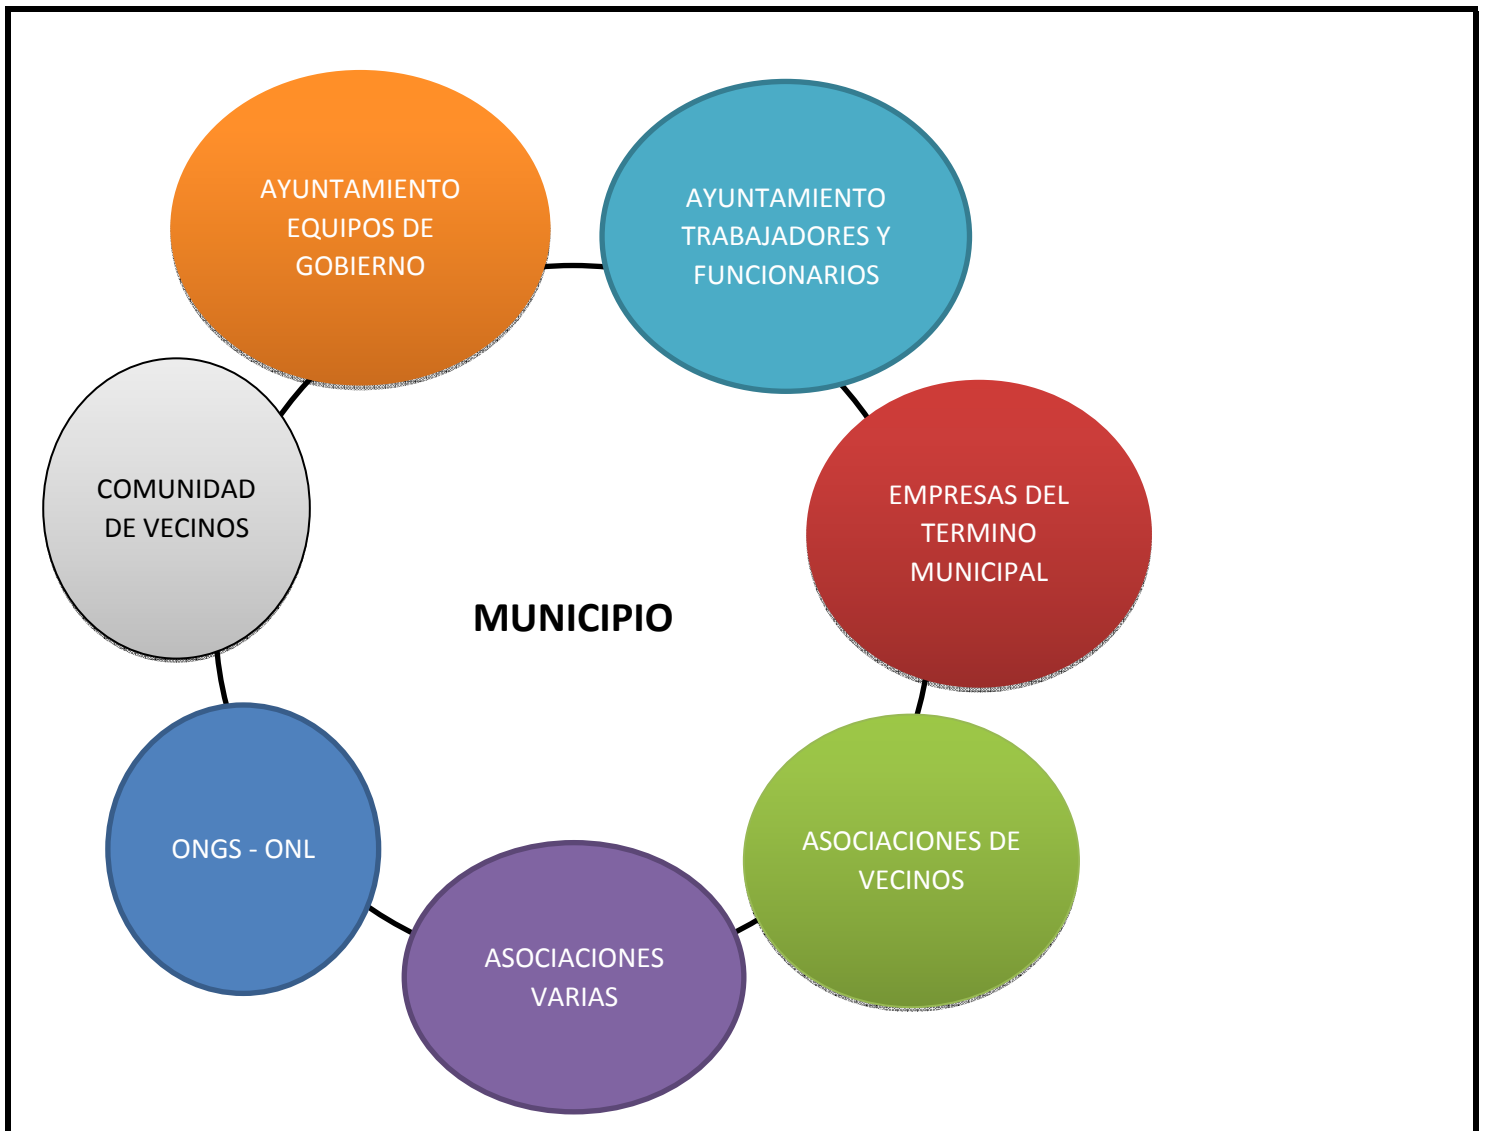 AYUNTAMIENTO
EQUIPOS DE
GOBIERNO
AYUNTAMIENTO
TRABAJADORES Y
FUNCIONARIOS
COMUNIDAD
DE VECINOS
EMPRESAS DEL
TERMINO
MUNICIPAL
MUNICIPIO
ONGS - ONL
ASOCIACIONES DE
VECINOS
ASOCIACIONES
VARIAS